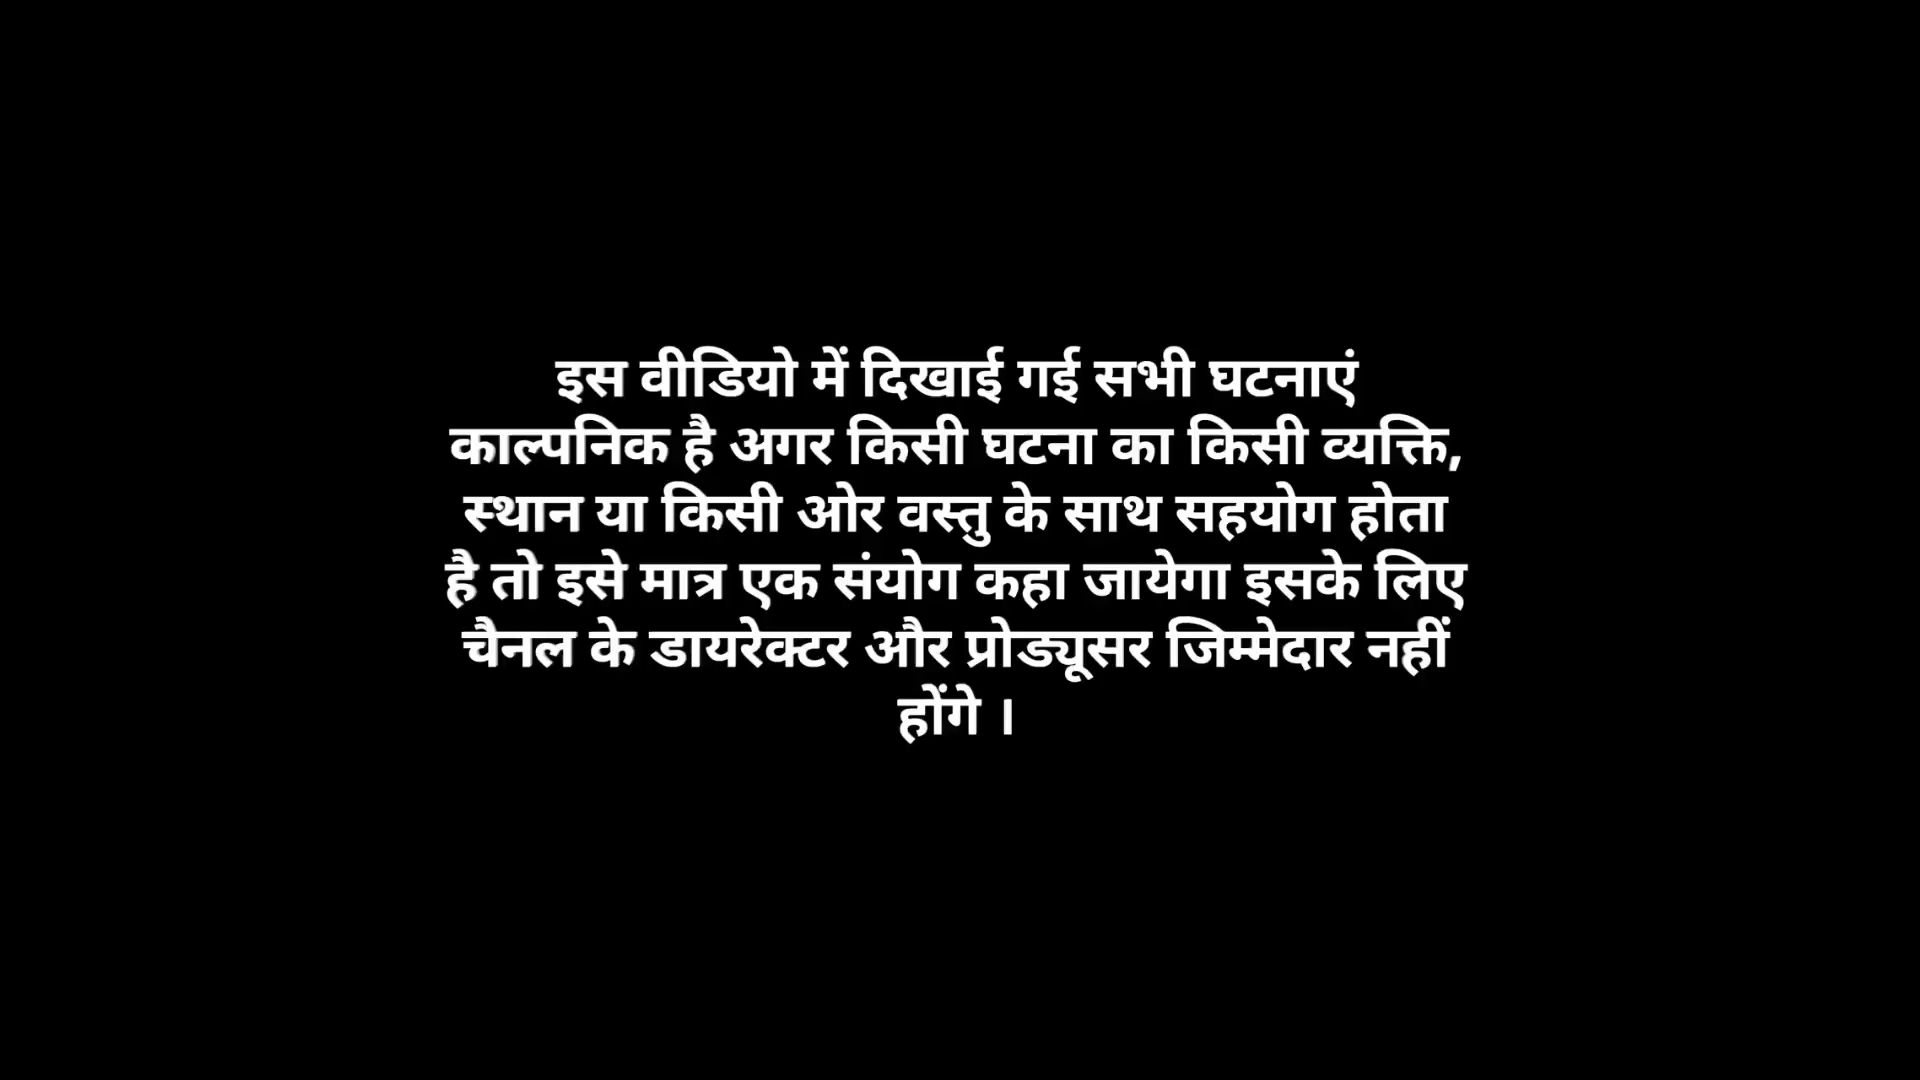 इस वीडियो में दिखाई गई सभी घटनाएं
काल्पनिक है अगर किसी घटना का किसी व्यक्ति,
स्थान या किसी ओर वस्तु के साथ सहयोग होता
है तो इसे मात्र एक संयोग कहा जायेगा इसके लिए
चैनल के डायरेक्टर और प्रोड्यूसर जिम्मेदार नहीं
होंगे ।